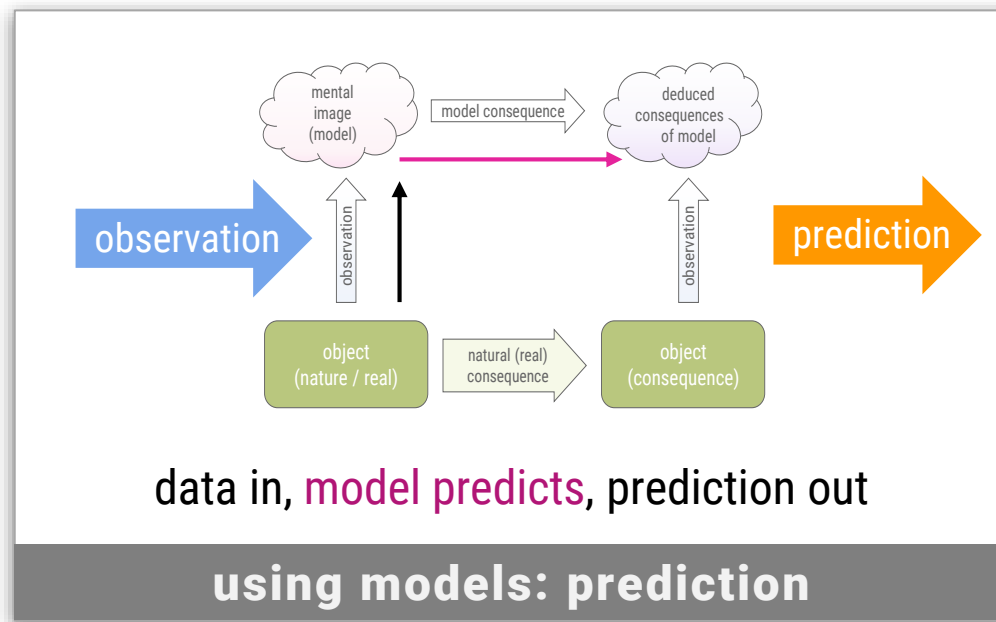 mental
image
(model)
model consequence
deduced
consequences
of model
observation
observation
observation
prediction
object
(nature / real)
natural (real)
consequence
object
(consequence)
data in, model predicts, prediction out
using models: prediction